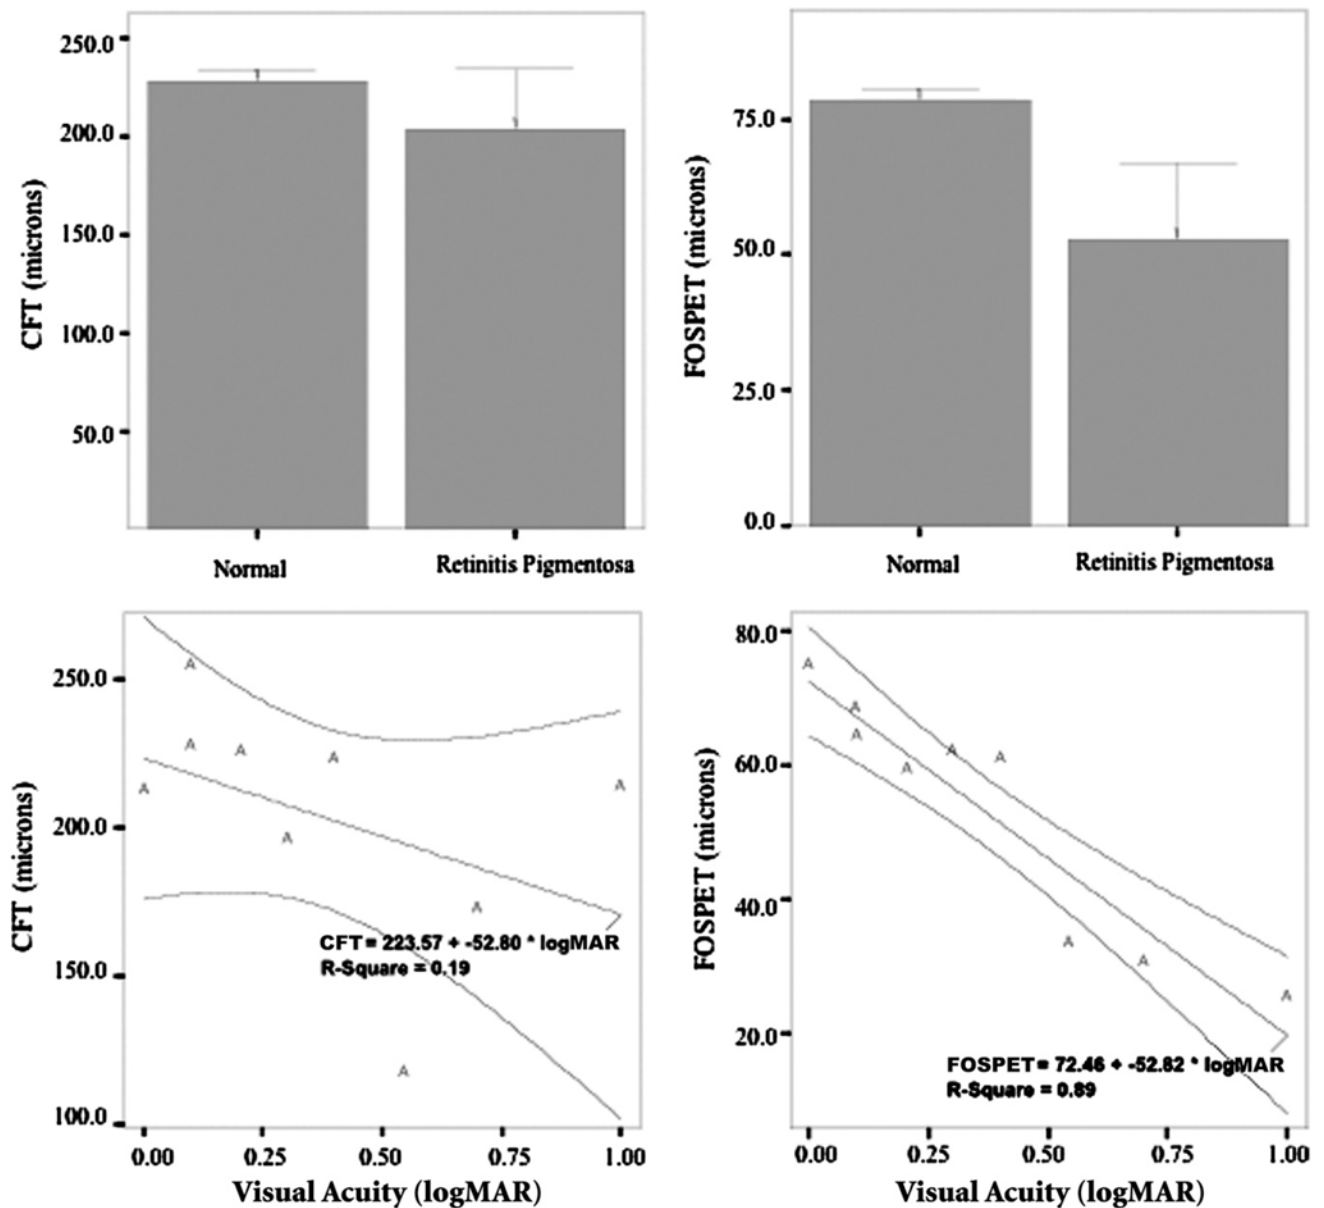 250.0
200.0
150.0
100.0
50.0
CFT (microns)
Normal
Retinitis Pigmentosa
75.0
50.0
25.0
0.0
FOSPET (microns)
Normal
Retinitis Pigmentosa
250.0
200.0
150.0
100.0
CFT (microns)
A
A
A
A
A
A
A
A
A
CFT = 223.57 + -52.80 * logMAR
R-Square = 0.19
0.00 0.25 0.50 0.75 1.00
Visual Acuity (logMAR)
80.0
60.0
40.0
20.0
FOSPET (microns)
A
A
A
A
A
A
A
A
A
FOSPET = 72.46 + -52.82 * logMAR
R-Square = 0.89
0.00 0.25 0.50 0.75 1.00
Visual Acuity (logMAR)